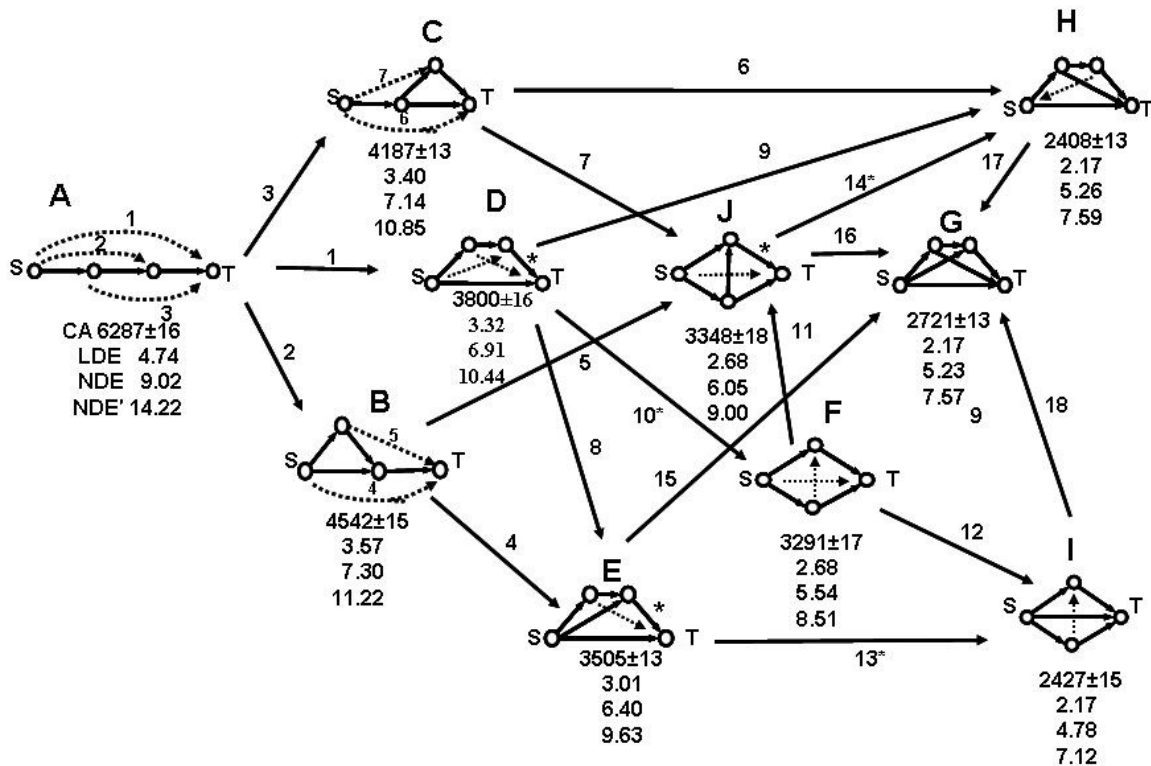 C
H
S
7
T
6
4187±13
3.40
7.14
10.85
6
S
T
2408±13
2.17
5.26
7.59
A
3
1
2
S
T
3
CA 6287±16
LDE 4.74
NDE 9.02
NDE' 14.22
7
9
14*
17
D
*
S
T
3800±16
3.32
6.91
10.44
1
J
*
S
T
3348±18
2.68
6.05
9.00
16
G
S
T
2721±13
2.17
5.23
7.57
2
B
5
S
T
4
4542±15
3.57
7.30
11.22
5
10*
11
F
S
T
3291±17
2.68
5.54
8.51
9
18
8
15
4
12
E
*
S
T
3505±13
3.01
6.40
9.63
13*
I
S
T
2427±15
2.17
4.78
7.12